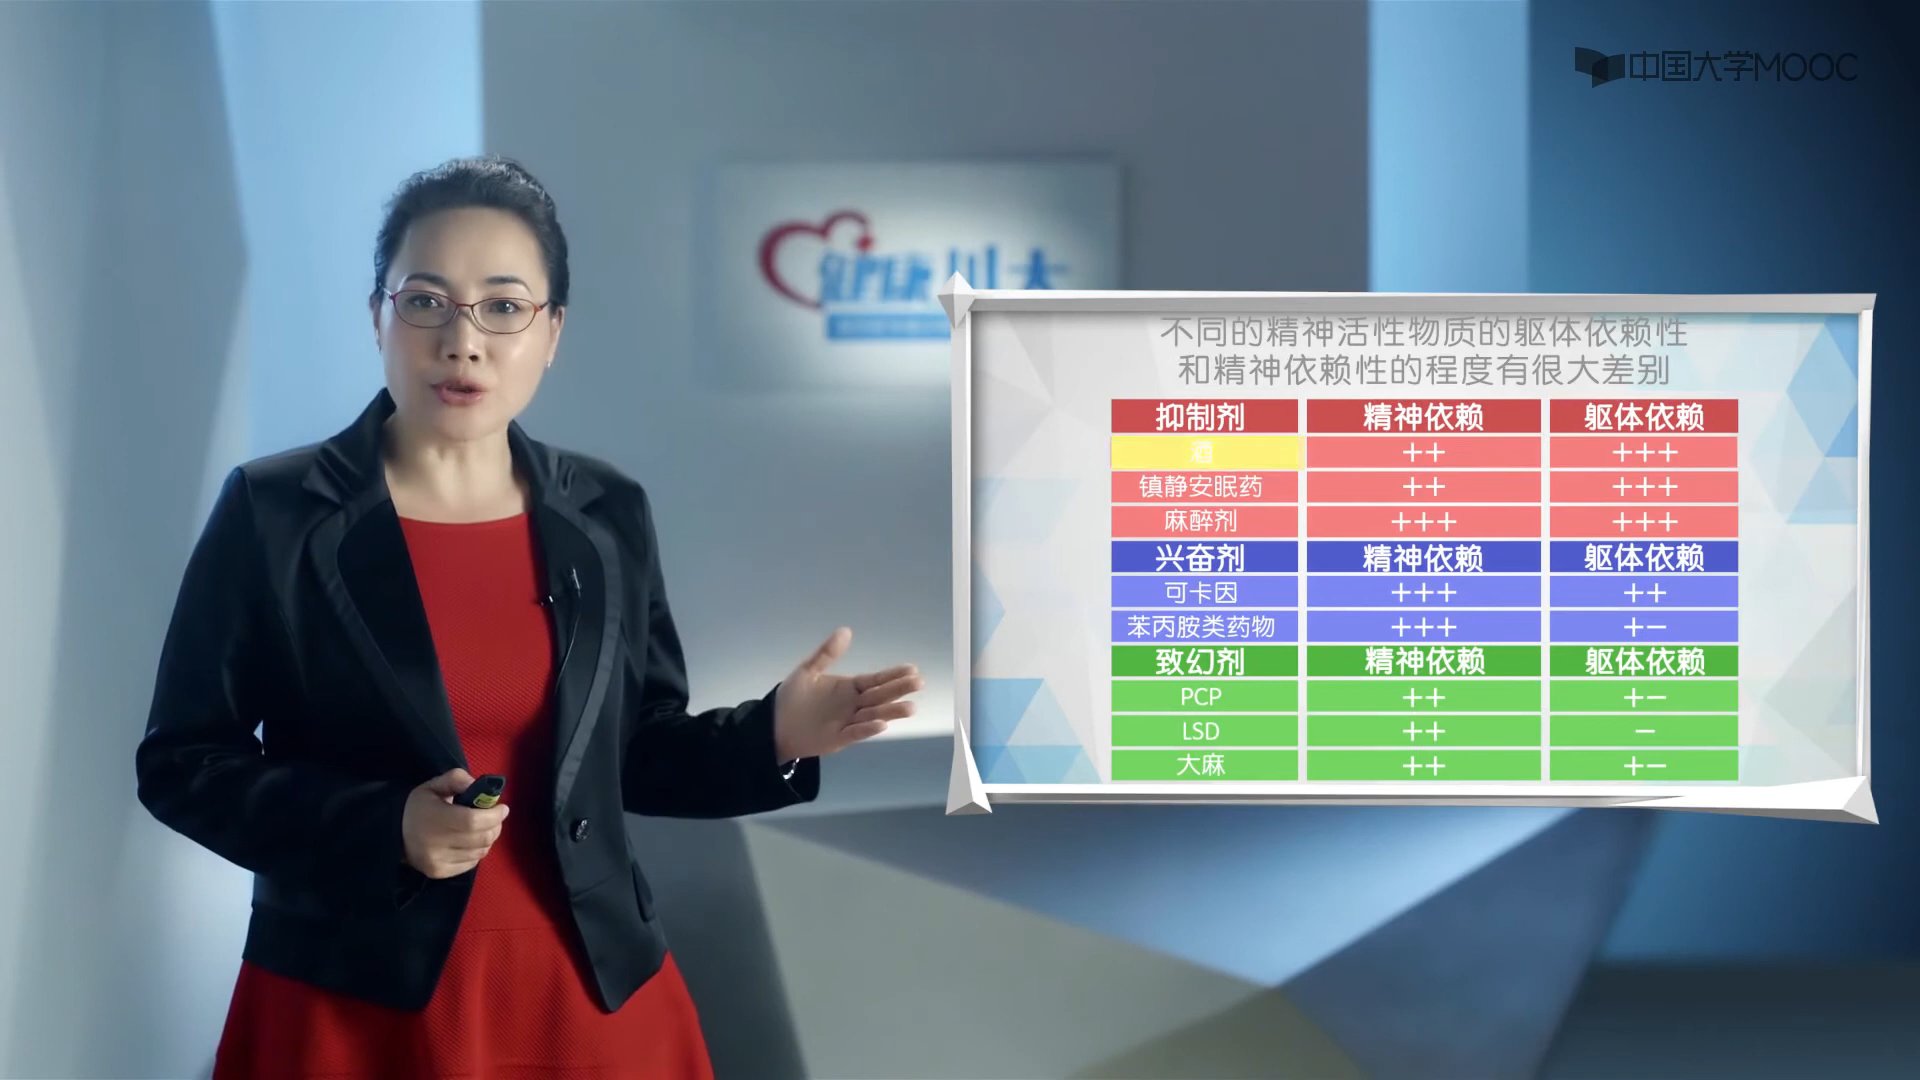 中国大学MOOC
健康川大
不同的精神活性物质的躯体依赖性
和精神依赖性的程度有很大差别
抑制剂 精神依赖 躯体依赖
酒 ++ +++
镇静安眠药 ++ +++
麻醉剂 +++ +++
兴奋剂 精神依赖 躯体依赖
可卡因 +++ ++
苯丙胺类药物 +++ +−
致幻剂 精神依赖 躯体依赖
PCP ++ +−
LSD ++ −
大麻 ++ +−